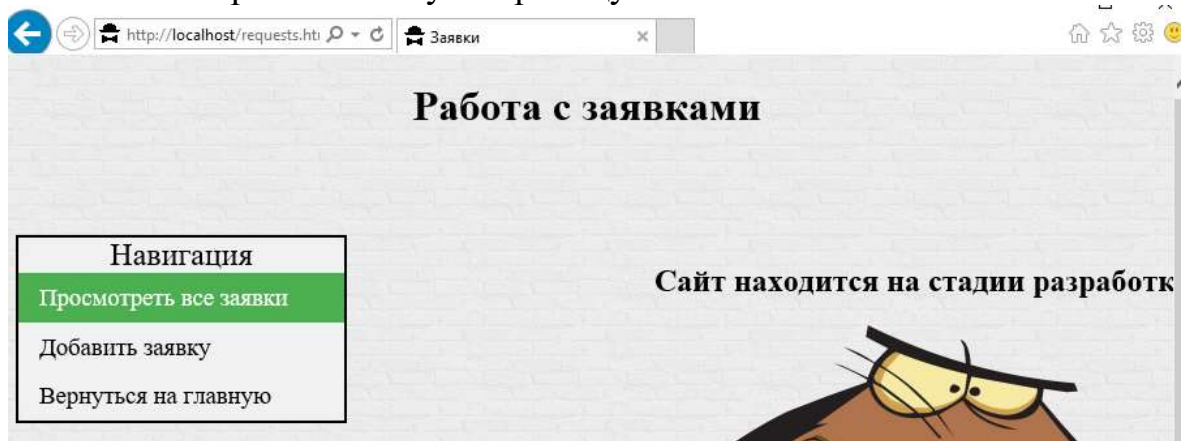 http://localhost/requests.htı
Заявки
Работа с заявками
Навигация
Просмотреть все заявки
Сайт находится на стадии разработк
Добавить заявку
Вернуться на главную